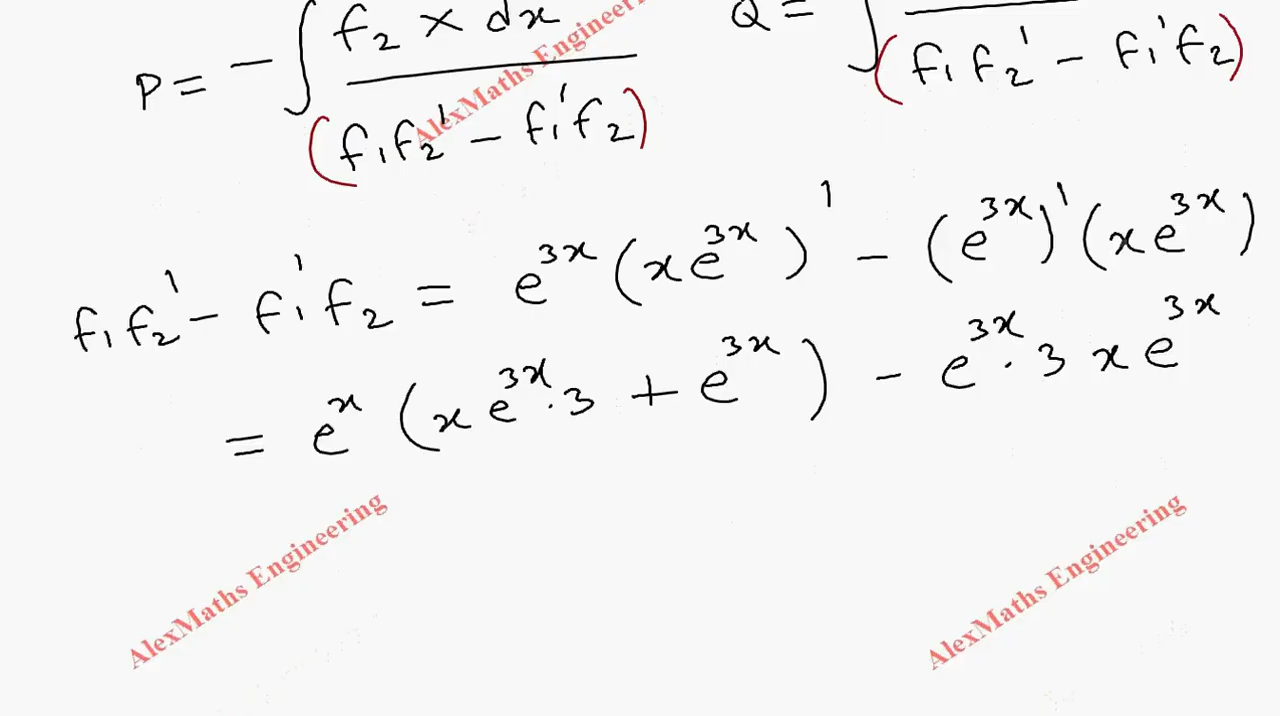 P = - ∫ f₂ X dx / (f₁f₂' - f₁'f₂) Q = ∫ / (f₁f₂' - f₁'f₂)
f₁f₂' - f₁'f₂ = e^{3x} (xe^{3x})' - (e^{3x})' (xe^{3x})
= e^{x} (x e^{3x}·3 + e^{3x}) - e^{3x}·3 x e^{3x}
AlexMaths Engineering
AlexMaths Engineering
AlexMaths Engineering